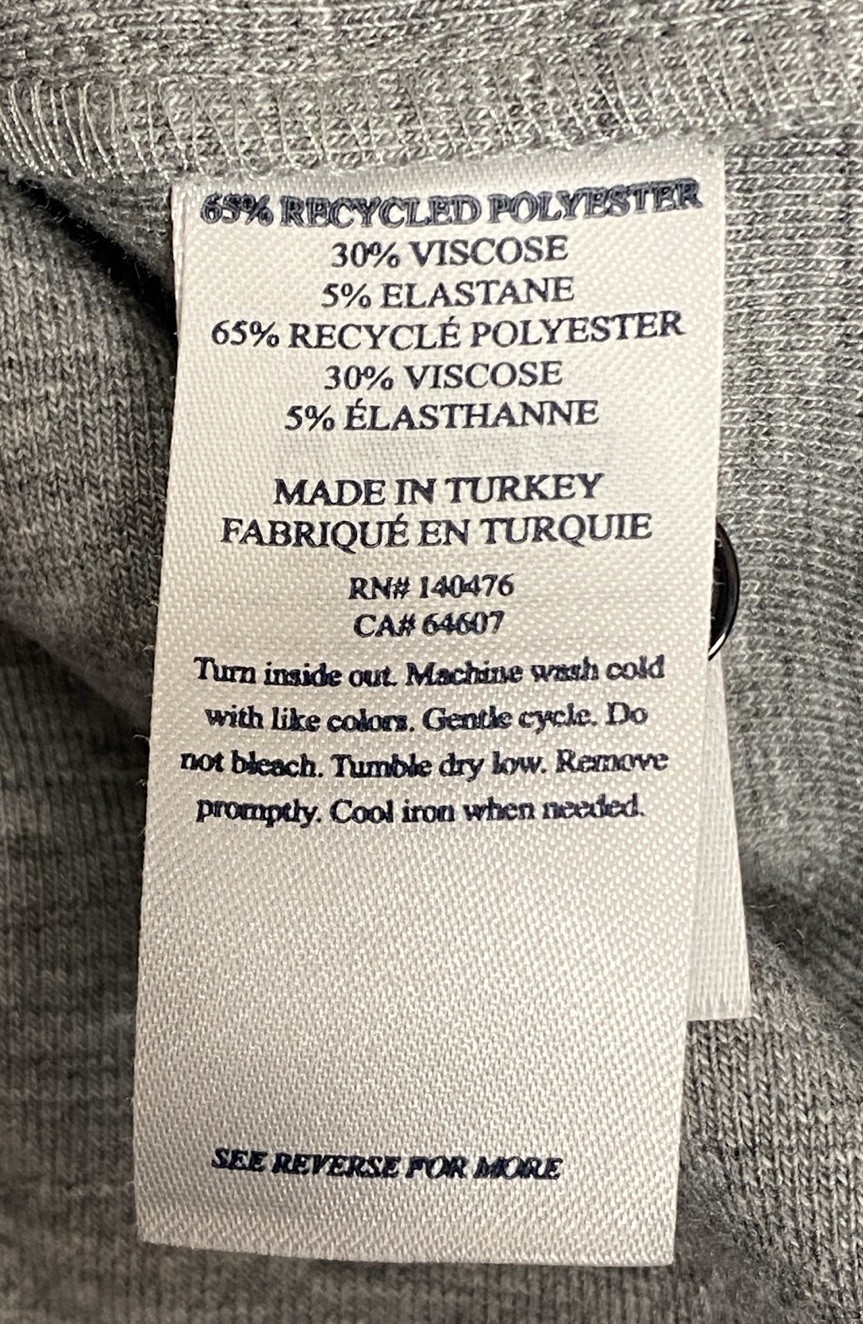 65% RECYCLED POLYESTER
30% VISCOSE
5% ELASTANE
65% RECYCLÉ POLYESTER
30% VISCOSE
5% ÉLASTHANNE
MADE IN TURKEY
FABRIQUÉ EN TURQUIE
RN# 140476
CA# 64607
Turn inside out. Machine wash cold
with like colors. Gentle cycle. Do
not bleach. Tumble dry low. Remove
promptly. Cool iron when needed.
SEE REVERSE FOR MORE